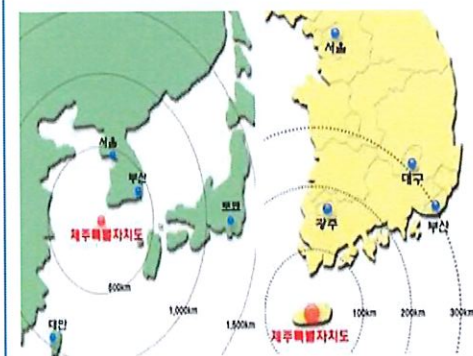 서울
부산
도쿄
제주특별자치도
500km
1,000km
1,500km
대만
서울
대구
광주
부산
100km
200km
300km
제주특별자치도